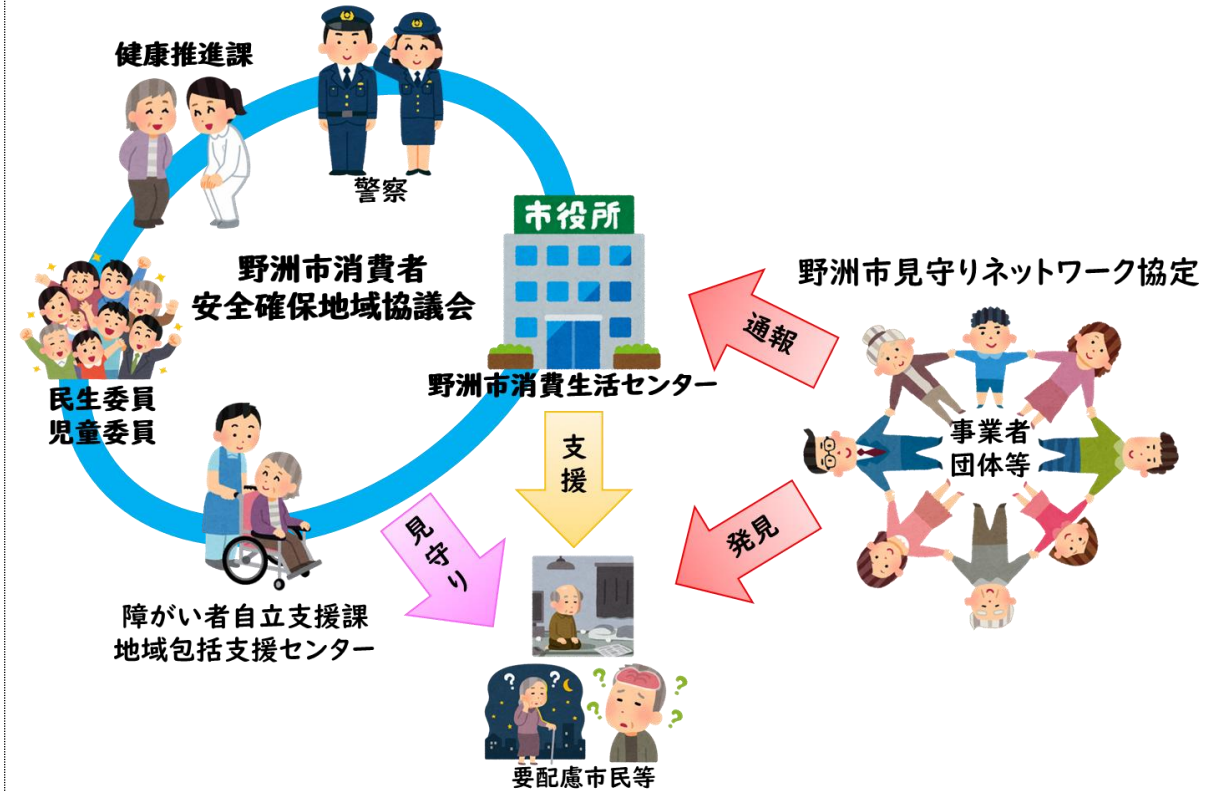 健康推進課
警察
市役所
野洲市消費者
安全確保地域協議会
野洲市見守りネットワーク協定
通報
民生委員
児童委員
野洲市消費生活センター
事業者
団体等
支援
見守り
発見
障がい者自立支援課
地域包括支援センター
? ?
? ? ? ?
要配慮市民等